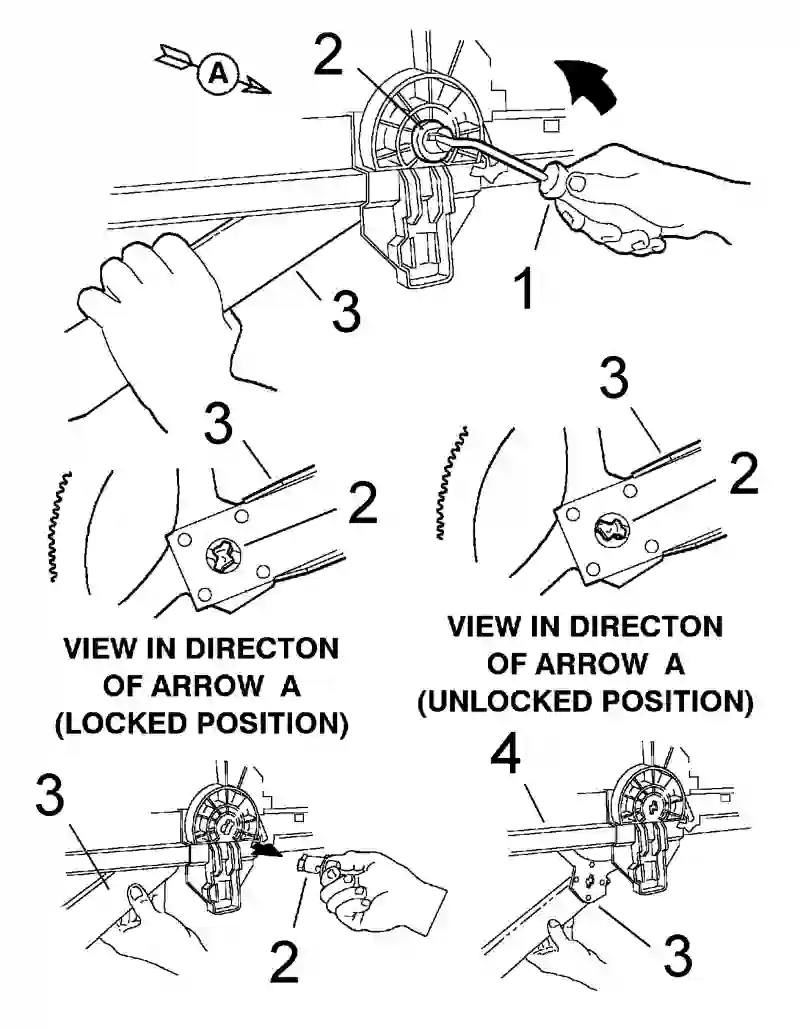 A
2
1
3
3
2
3
2
VIEW IN DIRECTON
OF ARROW A
(LOCKED POSITION)
VIEW IN DIRECTON
OF ARROW A
(UNLOCKED POSITION)
3
2
4
3